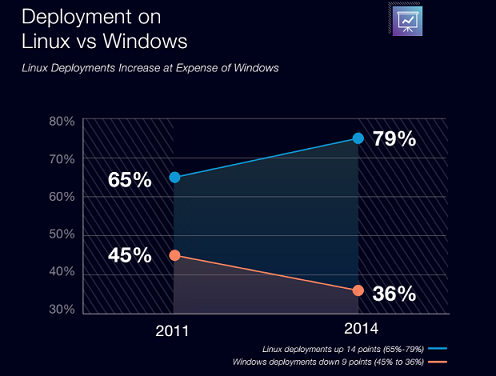 Deployment on
Linux vs Windows
Linux Deployments Increase at Expense of Windows
80%
70%
60%
50%
40%
30%
65%
79%
45%
36%
2011
2014
Linux deployments up 14 points (65%-79%)
Windows deployments down 9 points (45% to 36%)